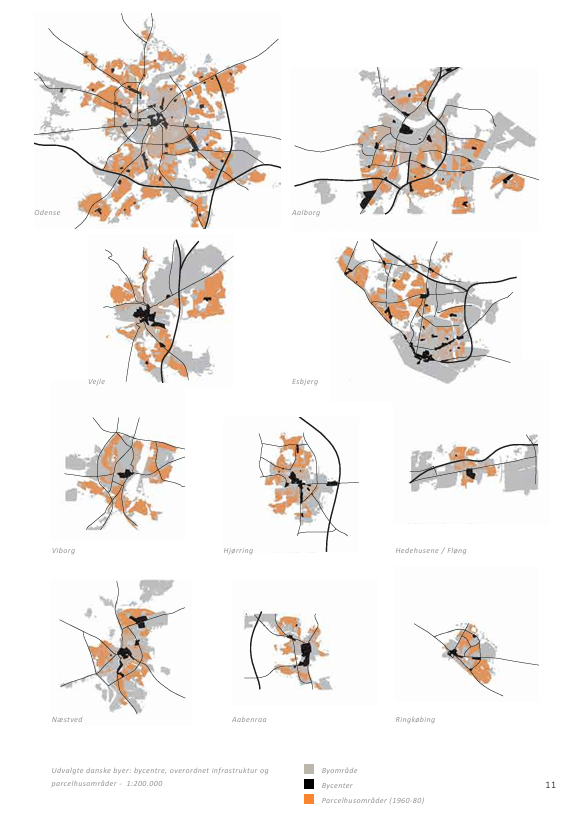 Odense
Aalborg
Vejle
Esbjerg
Viborg
Hjørring
Hedehusene / Fløng
Næstved
Aabenraa
Ringkøbing
Udvalgte danske byer: bycentre, overordnet infrastruktur og
parcelhusområder - 1:200.000
Byområde
Bycenter
Parcelhusområder (1960-80)
11